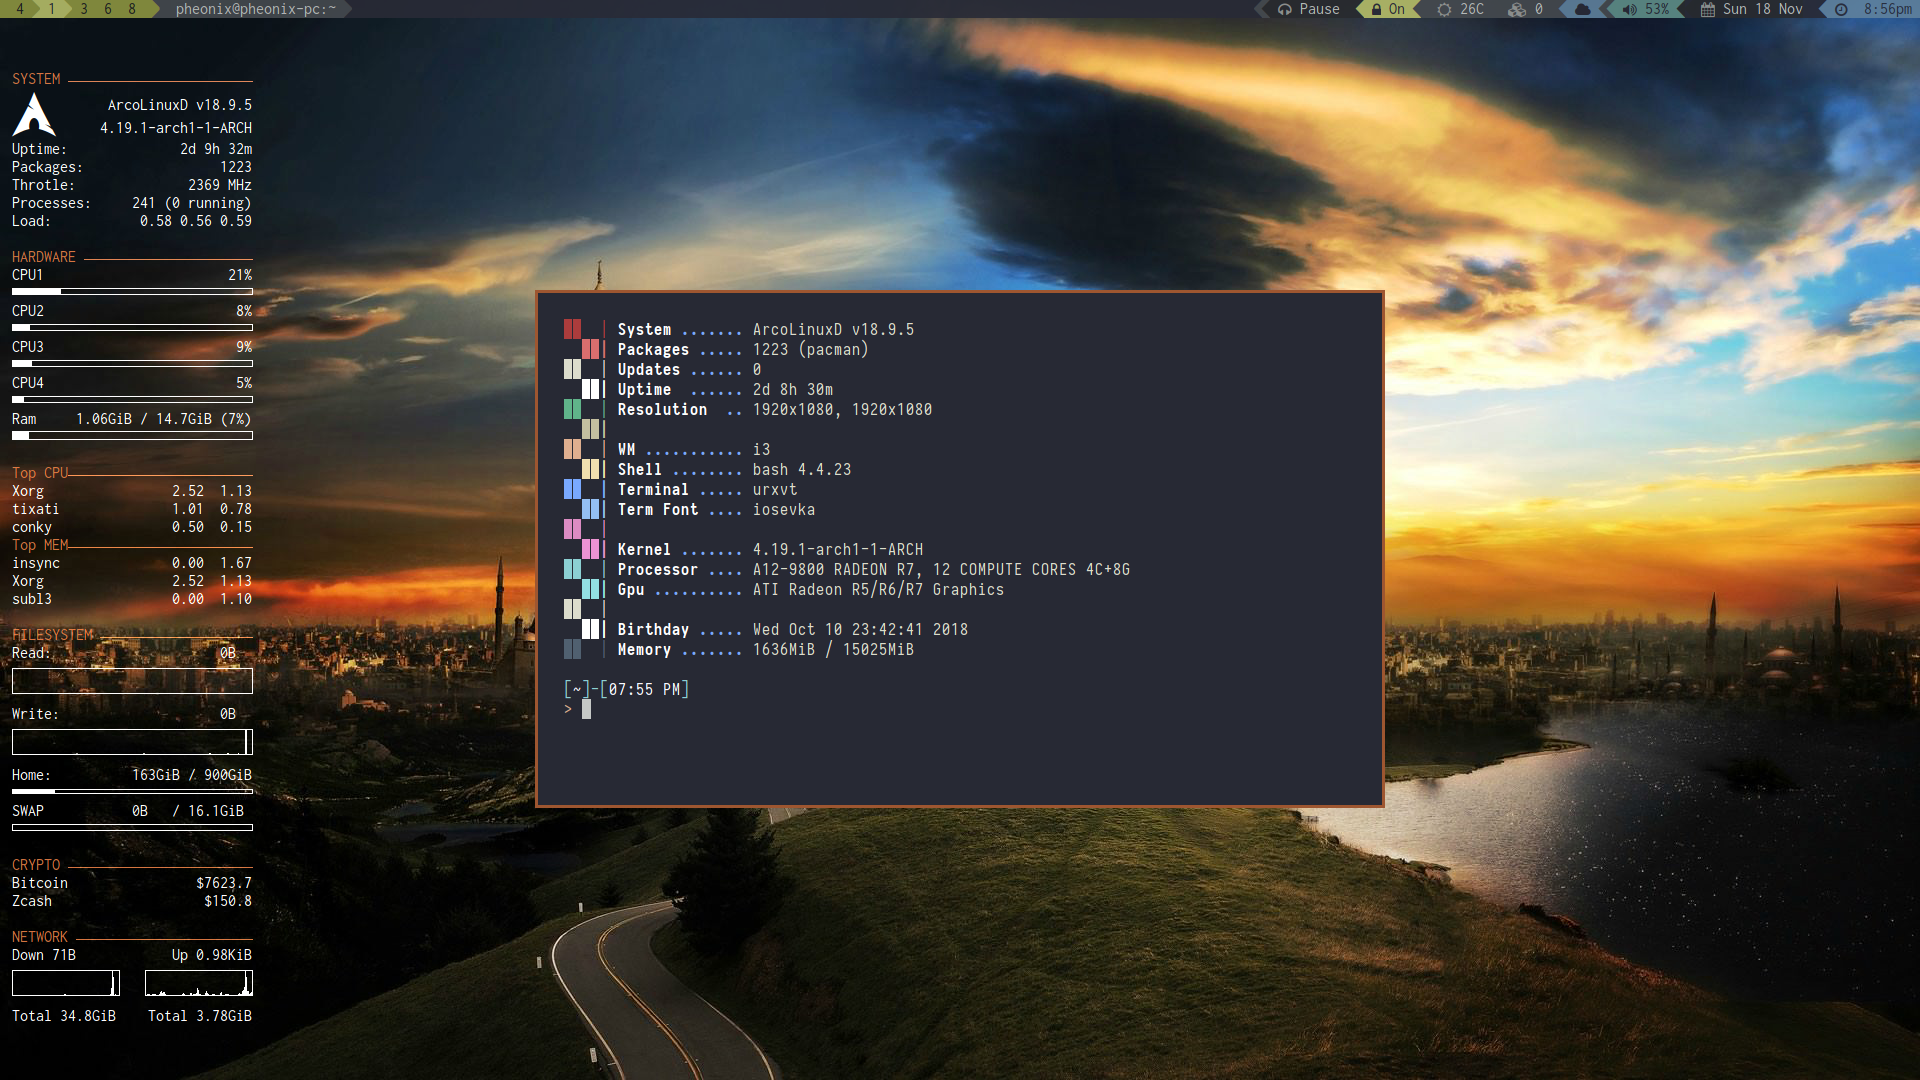 4 1 3 6 8 pheonix@pheonix-pc:~ Pause On 26C 0 53% Sun 18 Nov 8:56pm
SYSTEM
ArcoLinuxD v18.9.5
4.19.1-arch1-1-ARCH
Uptime: 2d 9h 32m
Packages: 1223
Throtle: 2369 MHz
Processes: 241 (0 running)
Load: 0.58 0.56 0.59
HARDWARE
CPU1 21%
CPU2 8%
CPU3 9%
CPU4 5%
Ram 1.06GiB / 14.7GiB (7%)
Top CPU
Xorg 2.52 1.13
tixati 1.01 0.78
conky 0.50 0.15
Top MEM
insync 0.00 1.67
Xorg 2.52 1.13
subl3 0.00 1.10
FILESYSTEM
Read: 0B
Write: 0B
Home: 163GiB / 900GiB
SWAP 0B / 16.1GiB
CRYPTO
Bitcoin $7623.7
Zcash $150.8
NETWORK
Down 71B Up 0.98KiB
Total 34.8GiB Total 3.78GiB
System ....... ArcoLinuxD v18.9.5
Packages ..... 1223 (pacman)
Updates ...... 0
Uptime ...... 2d 8h 30m
Resolution .. 1920x1080, 1920x1080
WM ........... i3
Shell ........ bash 4.4.23
Terminal ..... urxvt
Term Font .... iosevka
Kernel ....... 4.19.1-arch1-1-ARCH
Processor .... A12-9800 RADEON R7, 12 COMPUTE CORES 4C+8G
Gpu .......... ATI Radeon R5/R6/R7 Graphics
Birthday ..... Wed Oct 10 23:42:41 2018
Memory ....... 1636MiB / 15025MiB
[~]-[07:55 PM]
>